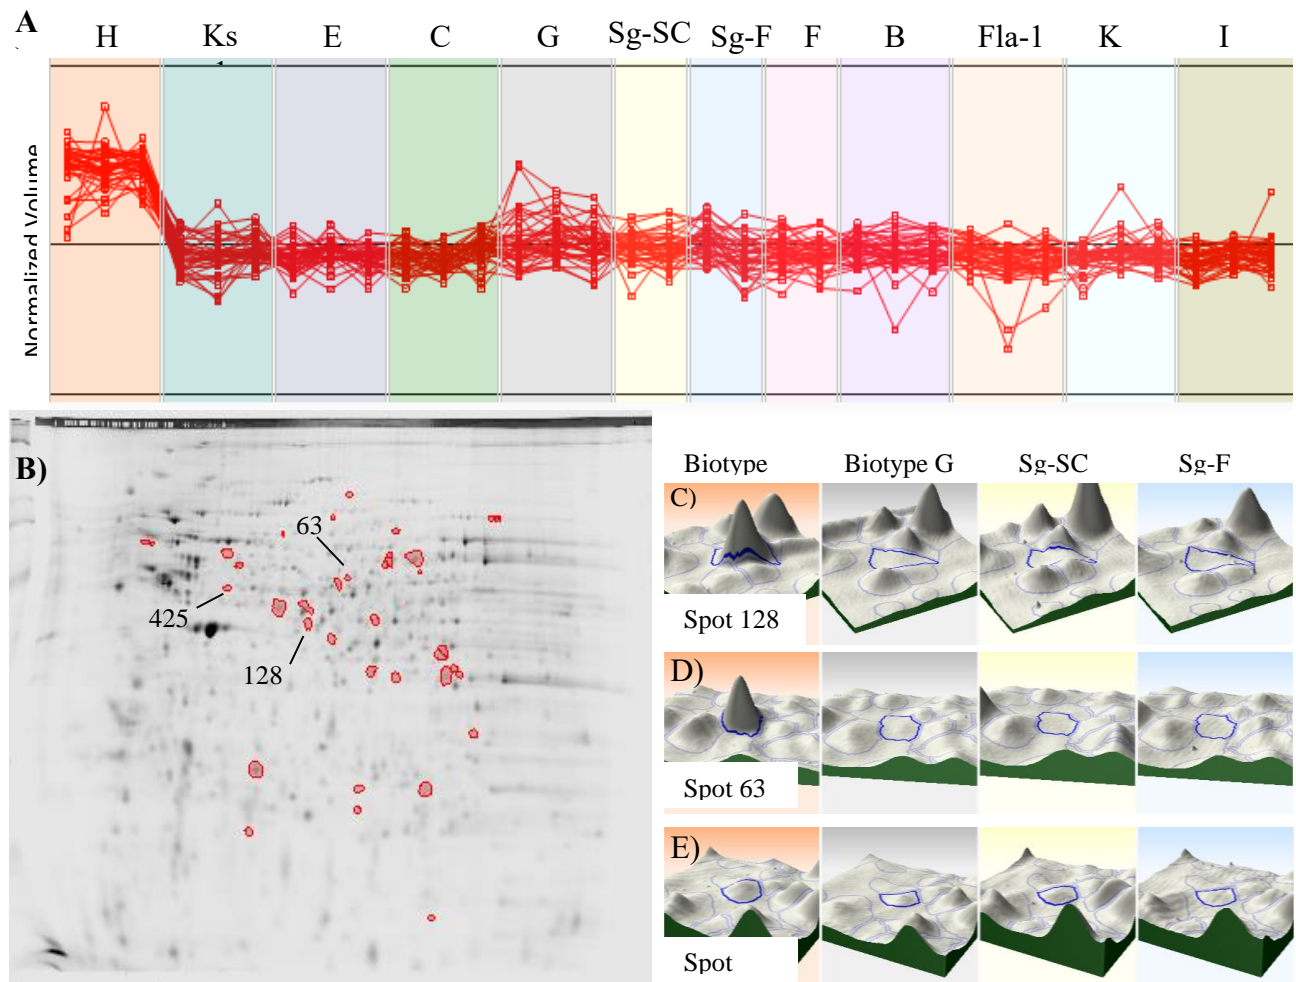 A
H Ks E C G Sg-SC Sg-F F B Fla-1 K I
Normalized Volume
B)
63
425
128
Biotype Biotype G Sg-SC Sg-F
C)
Spot 128
D)
Spot 63
E)
Spot